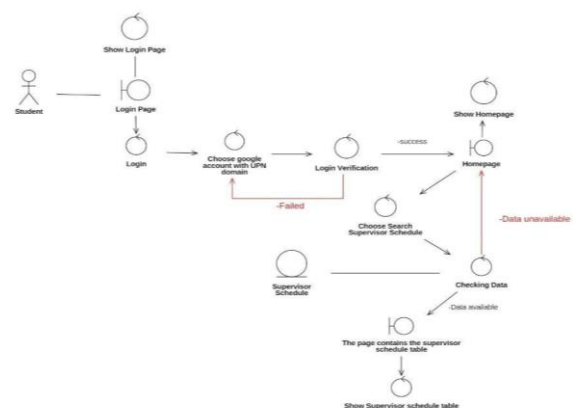 Show Login Page
Student
Login Page
Login
Choose google
account with UPN
domain
Login Verification
-Failed
-success
Show Homepage
Homepage
Choose Search
Supervisor Schedule
-Data unavailable
Supervisor
Schedule
Checking Data
-Data available
The page contains the supervisor
schedule table
Show Supervisor schedule table